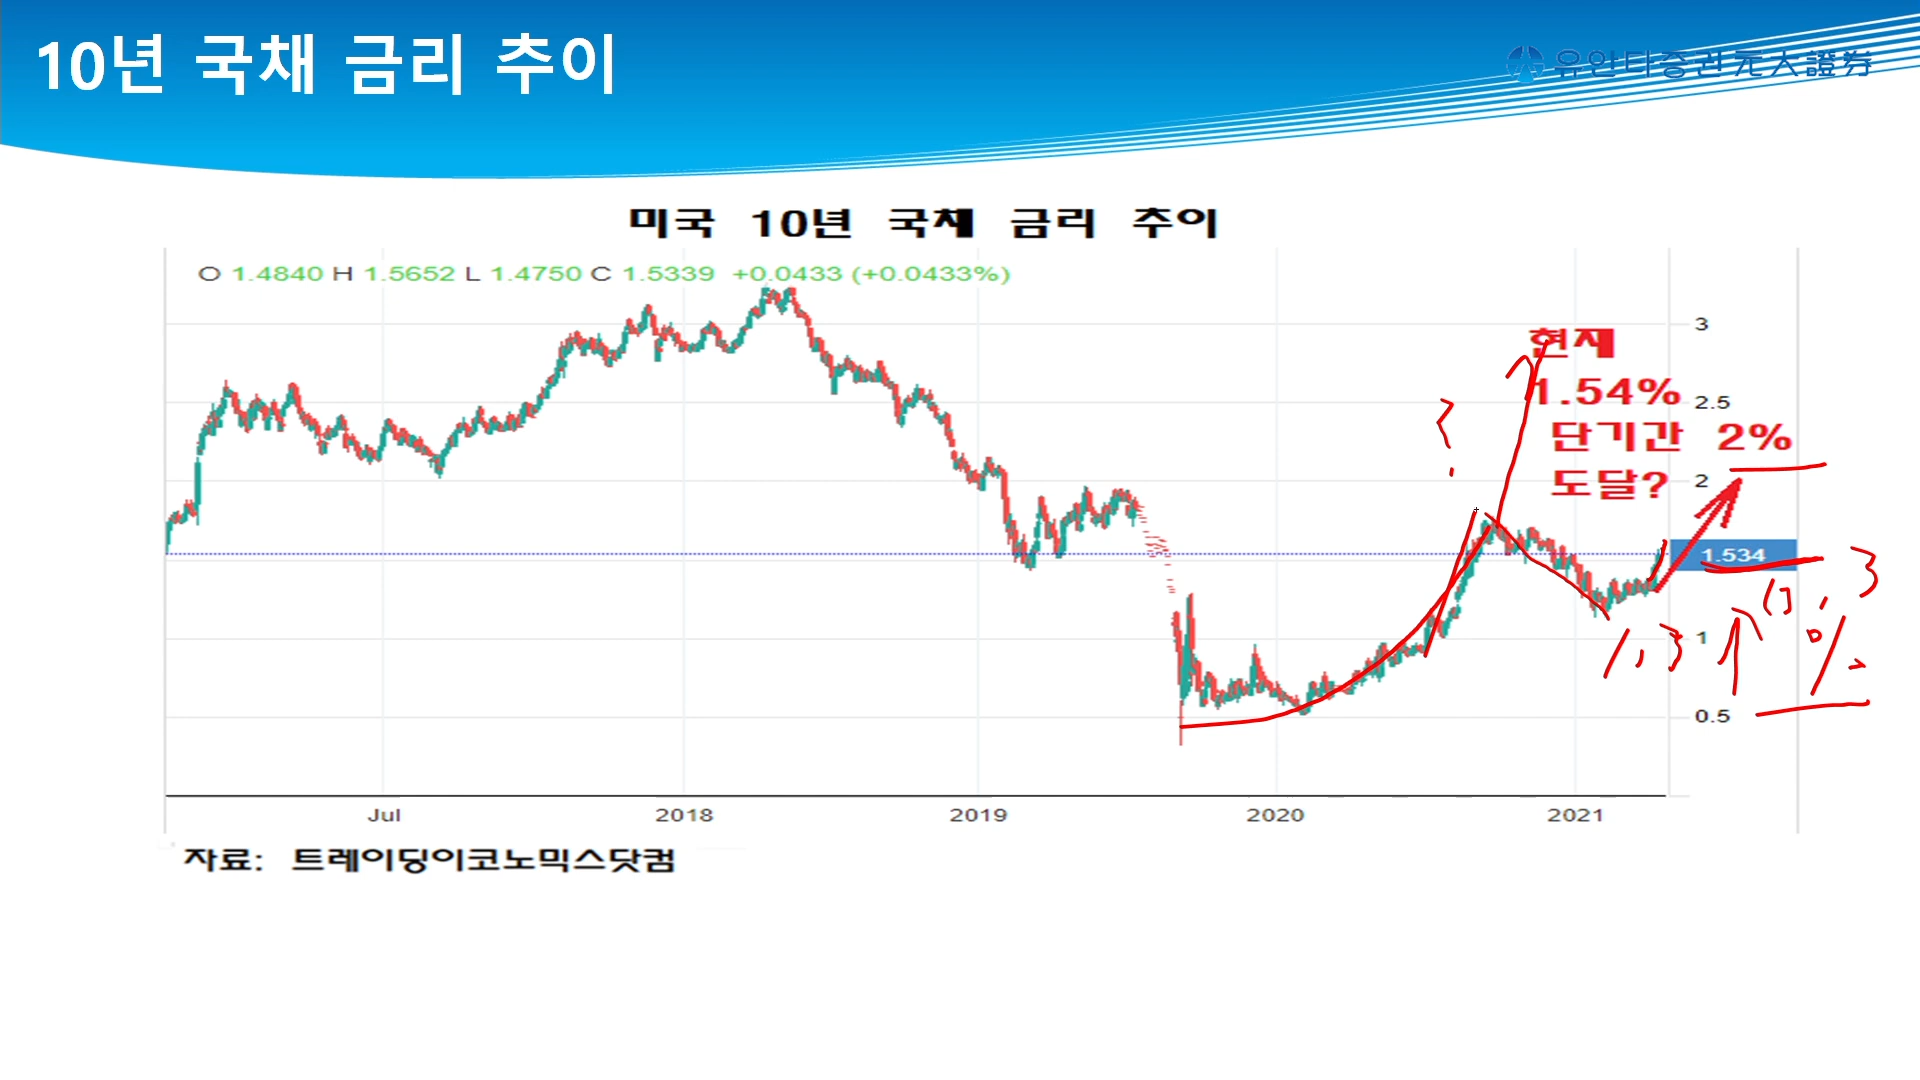 10년 국채 금리 추이
유안타증권 元大證券
미국 10년 국채 금리 추이
O 1.4840 H 1.5652 L 1.4750 C 1.5339 +0.0433 (+0.0433%)
3
현재
1.54%
2.5
단기간 2%
도달?
2
1.534
1
0.5
1.3
Jul 2018 2019 2020 2021
자료: 트레이딩이코노믹스닷컴